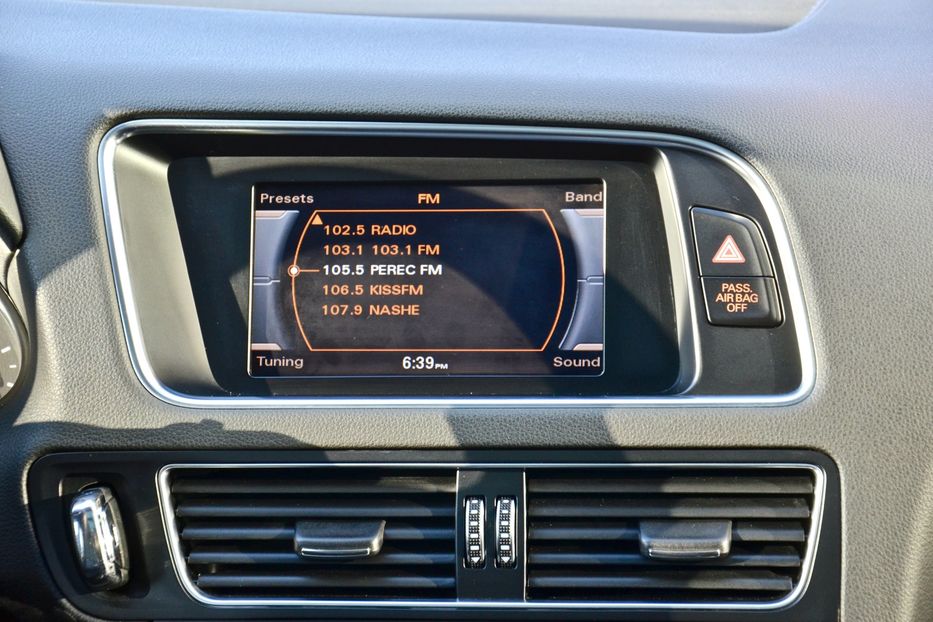 Presets FM Band
102.5 RADIO
103.1 103.1 FM
105.5 PEREC FM
106.5 KISSFM
107.9 NASHE
Tuning 6:39PM Sound
PASS.
AIR BAG
OFF